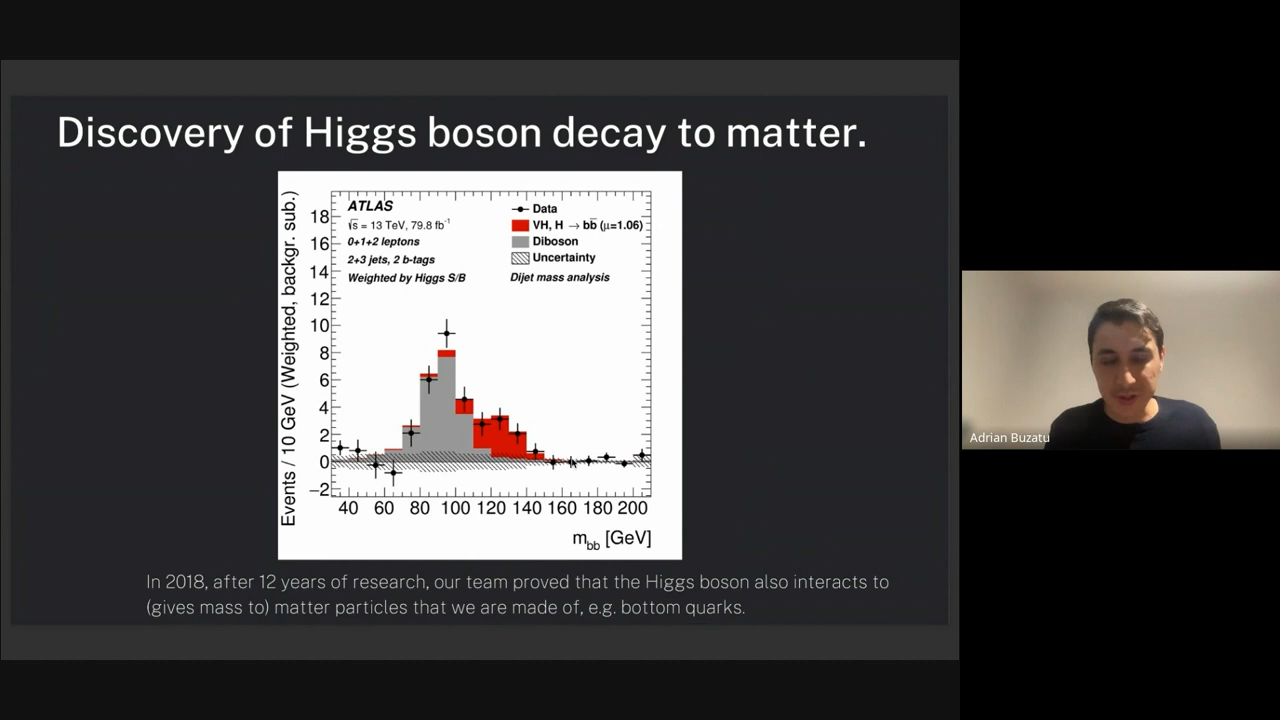 Discovery of Higgs boson decay to matter.
Events / 10 GeV (Weighted, backgr. sub.)
ATLAS
√s = 13 TeV, 79.8 fb⁻¹
0+1+2 leptons
2+3 jets, 2 b-tags
Weighted by Higgs S/B
Data
VH, H → bb̅ (μ=1.06)
Diboson
Uncertainty
Dijet mass analysis
18
16
14
12
10
8
6
4
2
0
−2
40 60 80 100 120 140 160 180 200
m_bb [GeV]
In 2018, after 12 years of research, our team proved that the Higgs boson also interacts to
(gives mass to) matter particles that we are made of, e.g. bottom quarks.
Adrian Buzatu